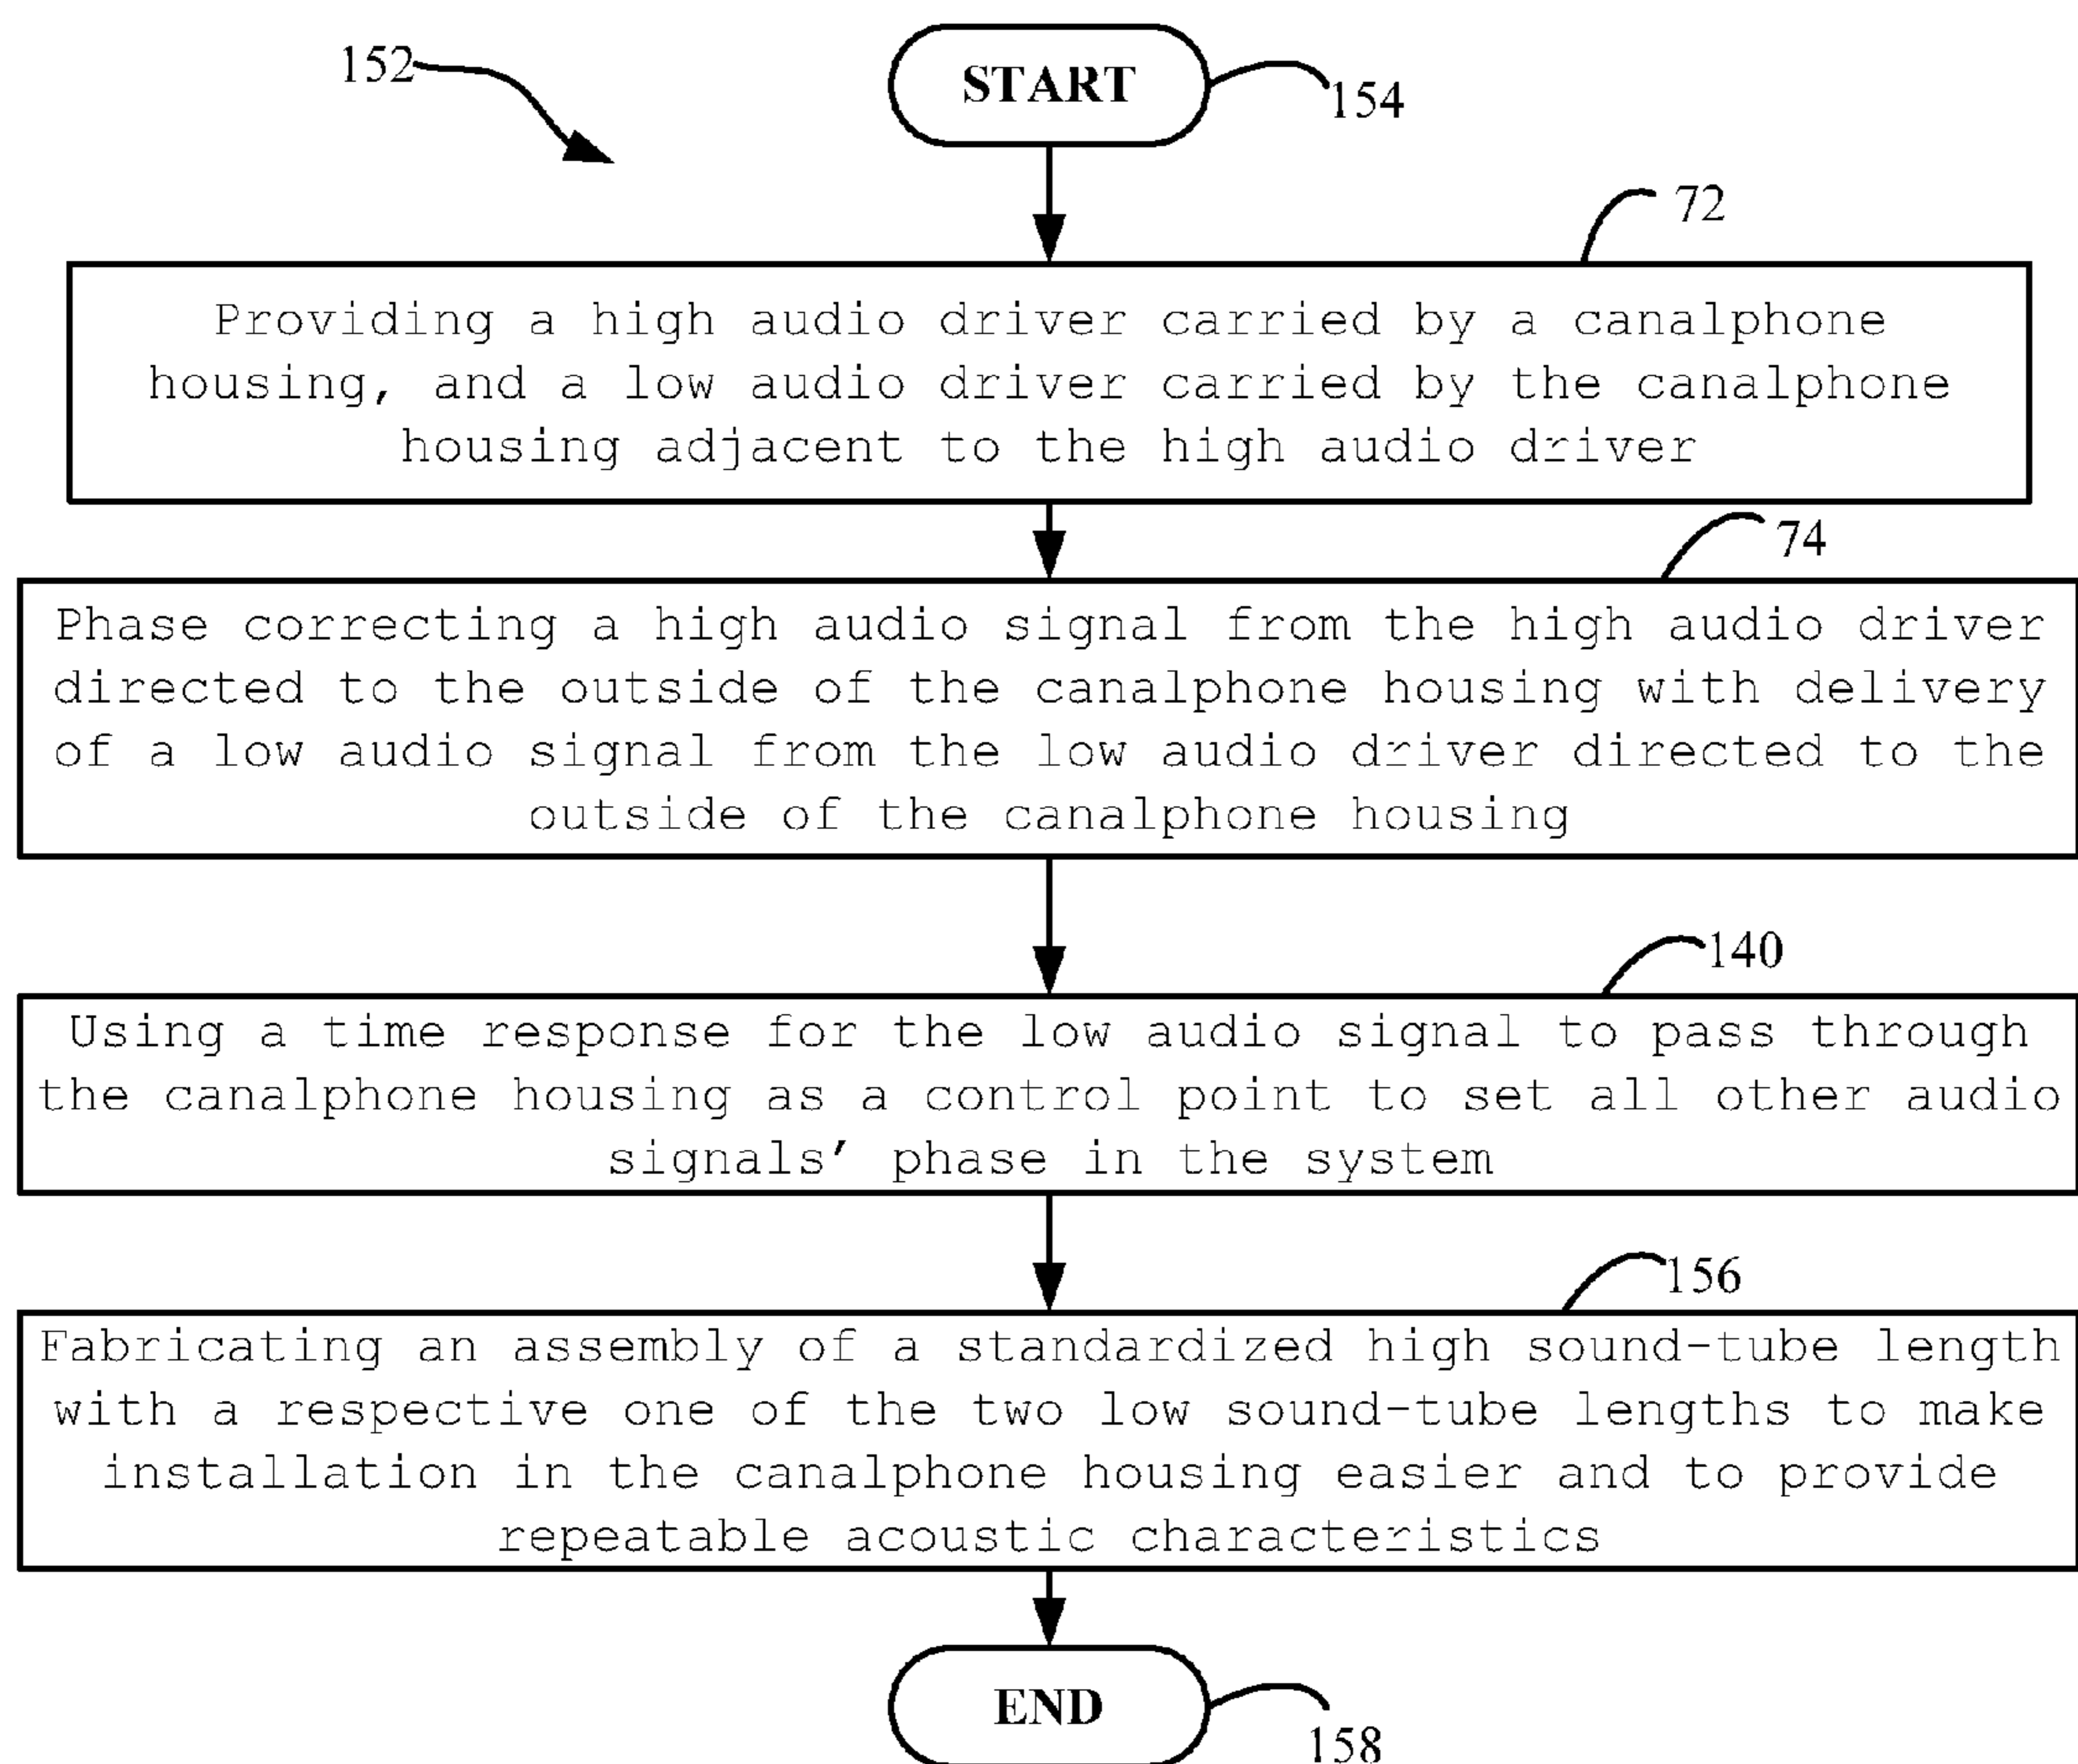 152
START
154
72
Providing a high audio driver carried by a canalphone
housing, and a low audio driver carried by the canalphone
housing adjacent to the high audio driver
74
Phase correcting a high audio signal from the high audio driver
directed to the outside of the canalphone housing with delivery
of a low audio signal from the low audio driver directed to the
outside of the canalphone housing
140
Using a time response for the low audio signal to pass through
the canalphone housing as a control point to set all other audio
signals’ phase in the system
156
Fabricating an assembly of a standardized high sound-tube length
with a respective one of the two low sound-tube lengths to make
installation in the canalphone housing easier and to provide
repeatable acoustic characteristics
END
158